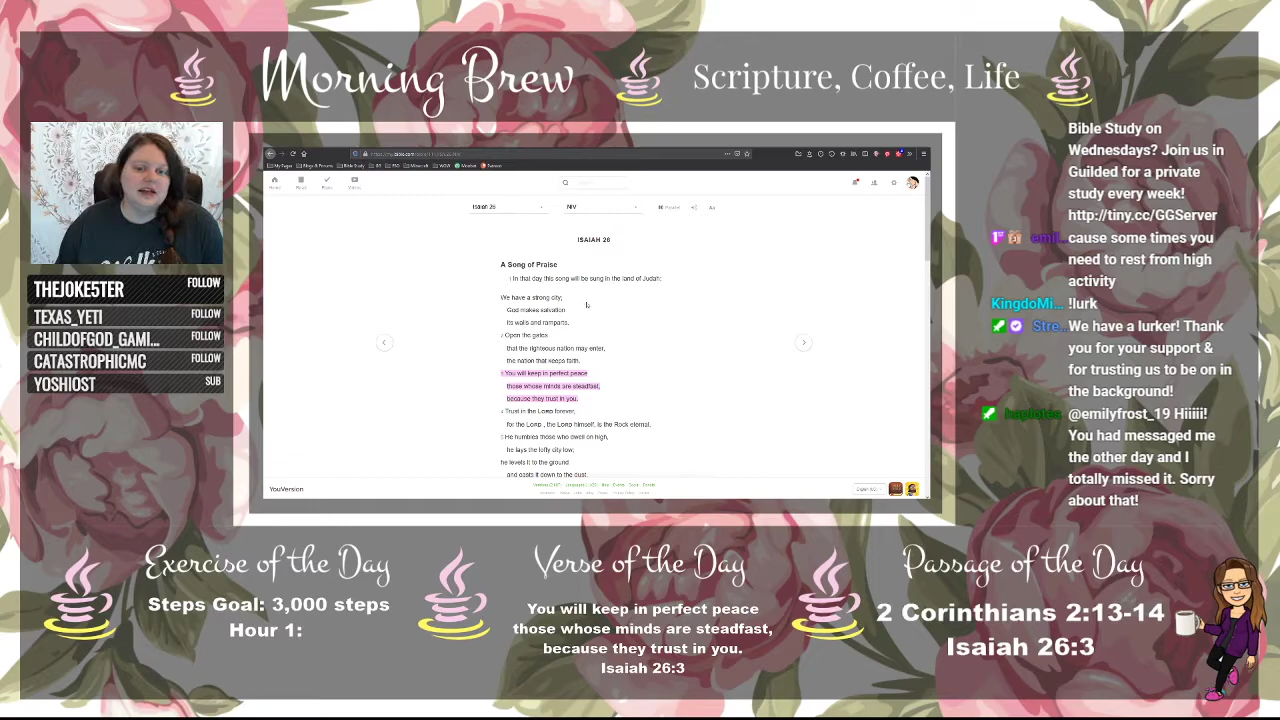 Morning Brew
Scripture, Coffee, Life
THEJOKE5TER FOLLOW
TEXAS_YETI FOLLOW
CHILDOFGOD_GAMI... FOLLOW
CATASTROPHICMC FOLLOW
YOSHIOST SUB
Isaiah 26
NIV
ISAIAH 26
A Song of Praise
1 In that day this song will be sung in the land of Judah:
We have a strong city;
God makes salvation
its walls and ramparts.
2 Open the gates
that the righteous nation may enter,
the nation that keeps faith.
3 You will keep in perfect peace
those whose minds are steadfast,
because they trust in you.
4 Trust in the LORD forever,
for the LORD , the LORD himself, is the Rock eternal.
5 He humbles those who dwell on high,
he lays the lofty city low;
he levels it to the ground
and casts it down to the dust.
YouVersion
Bible Study on
Wednesdays? Join us in
Guilded for a private
study every week!
http://tiny.cc/GGServer
emil... cause some times you
need to rest from high
activity
KingdoMi... !lurk
Stre... We have a lurker! Thank
you for your support &
for trusting us to be on in
the background!
@emilyfrost_19 Hiiiii!
You had messaged me
the other day and I
totally missed it. Sorry
about that!
Exercise of the Day
Steps Goal: 3,000 steps
Hour 1:
Verse of the Day
You will keep in perfect peace
those whose minds are steadfast,
because they trust in you.
Isaiah 26:3
Passage of the Day
2 Corinthians 2:13-14
Isaiah 26:3